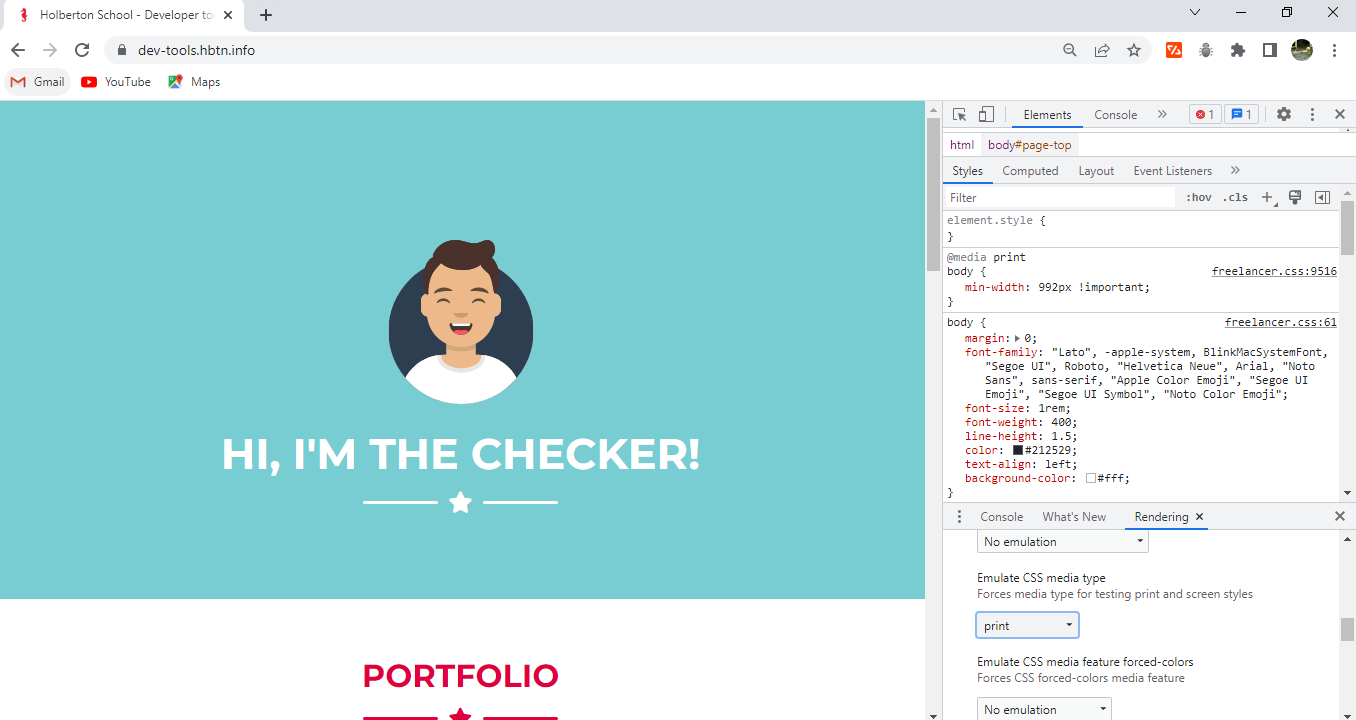 Holberton School - Developer to
dev-tools.hbtn.info
Gmail YouTube Maps
HI, I'M THE CHECKER!
PORTFOLIO
Elements Console » 1 1
html body#page-top
Styles Computed Layout Event Listeners »
Filter :hov .cls +
element.style {
}
@media print
body { freelancer.css:9516
min-width: 992px !important;
}
body { freelancer.css:61
margin: 0;
font-family: "Lato", -apple-system, BlinkMacSystemFont,
"Segoe UI", Roboto, "Helvetica Neue", Arial, "Noto
Sans", sans-serif, "Apple Color Emoji", "Segoe UI
Emoji", "Segoe UI Symbol", "Noto Color Emoji";
font-size: 1rem;
font-weight: 400;
line-height: 1.5;
color: #212529;
text-align: left;
background-color: #fff;
}
Console What's New Rendering
No emulation
Emulate CSS media type
Forces media type for testing print and screen styles
print
Emulate CSS media feature forced-colors
Forces CSS forced-colors media feature
No emulation